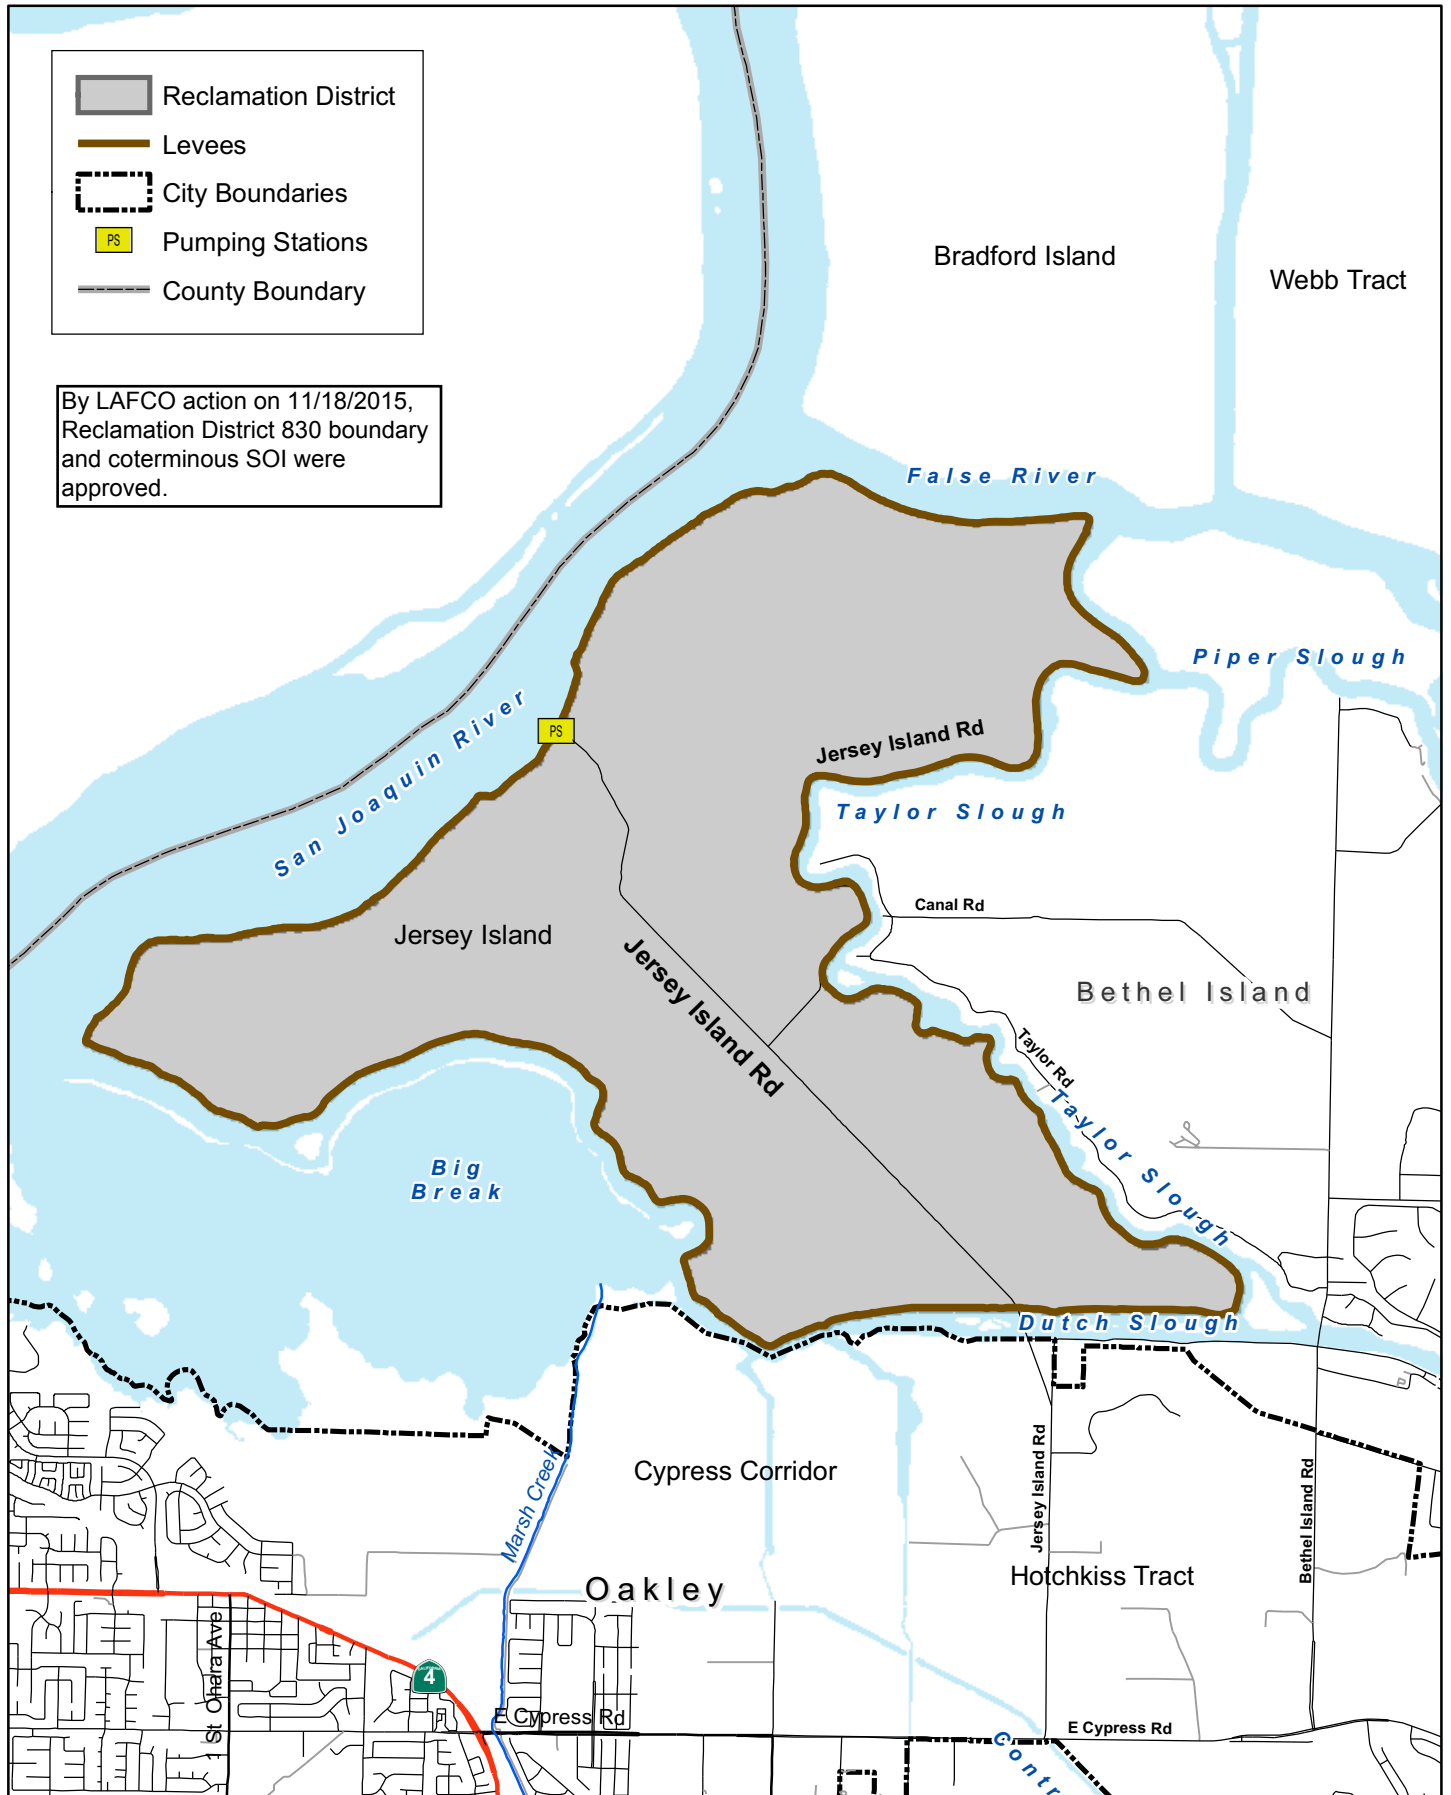 Reclamation District
Levees
City Boundaries
PS
Pumping Stations
County Boundary
By LAFCO action on 11/18/2015,
Reclamation District 830 boundary
and coterminous SOI were
approved.
Bradford Island
Webb Tract
False River
Piper Slough
San Joaquin River
PS
Jersey Island Rd
Taylor Slough
Canal Rd
Jersey Island
Jersey Island Rd
Bethel Island
Taylor Rd
Taylor Slough
Big
Break
Dutch Slough
Marsh Creek
Cypress Corridor
Jersey Island Rd
Bethel Island Rd
Oakley
Hotchkiss Tract
1 St Ohara Ave
CALIFORNIA
4
E Cypress Rd
E Cypress Rd
Contr